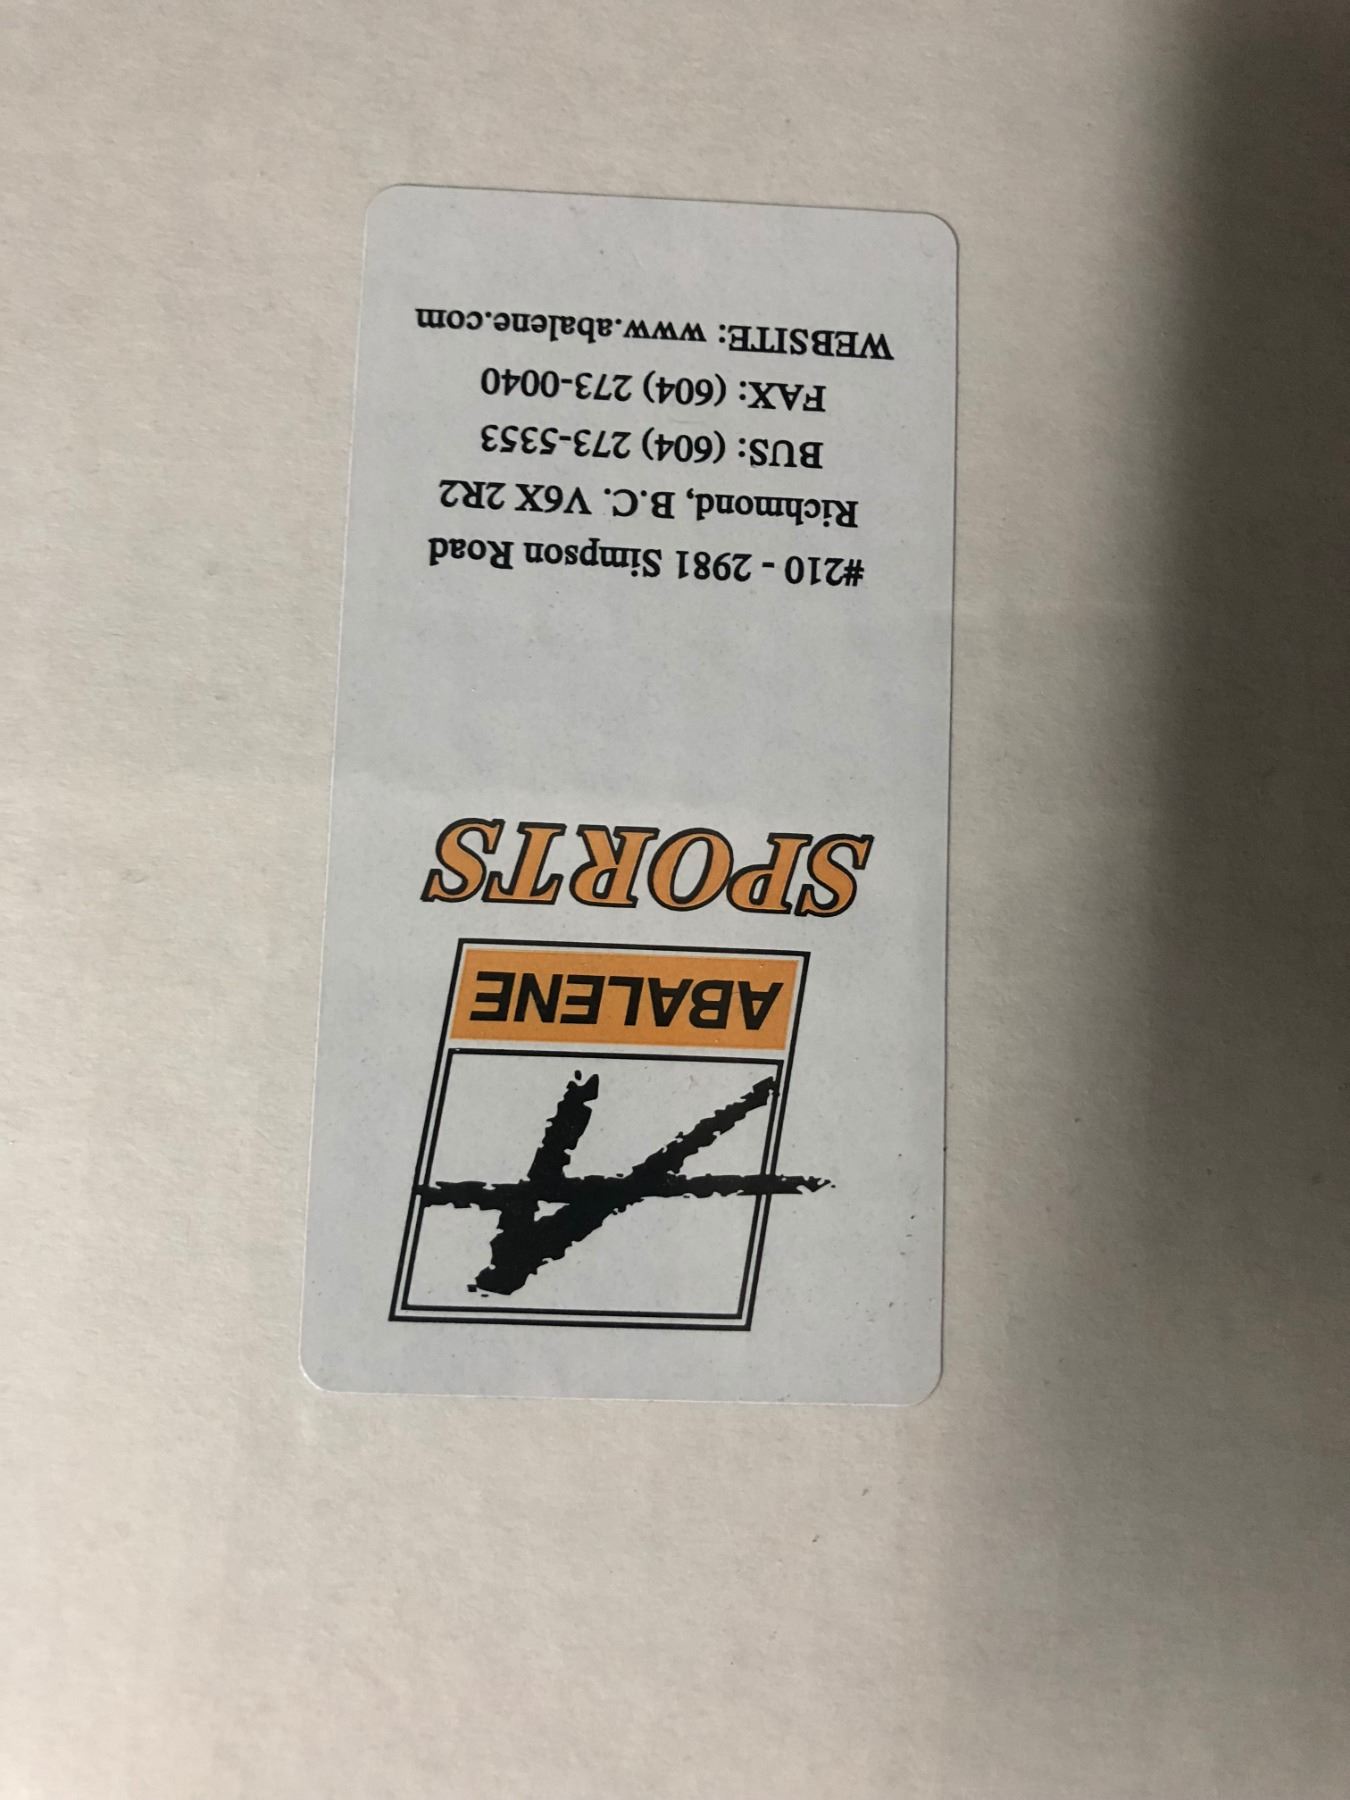 ABALENE
SPORTS
#210 - 2981 Simpson Road
Richmond, B.C. V6X 2R2
BUS: (604) 273-5353
FAX: (604) 273-0040
WEBSITE: www.abalene.com